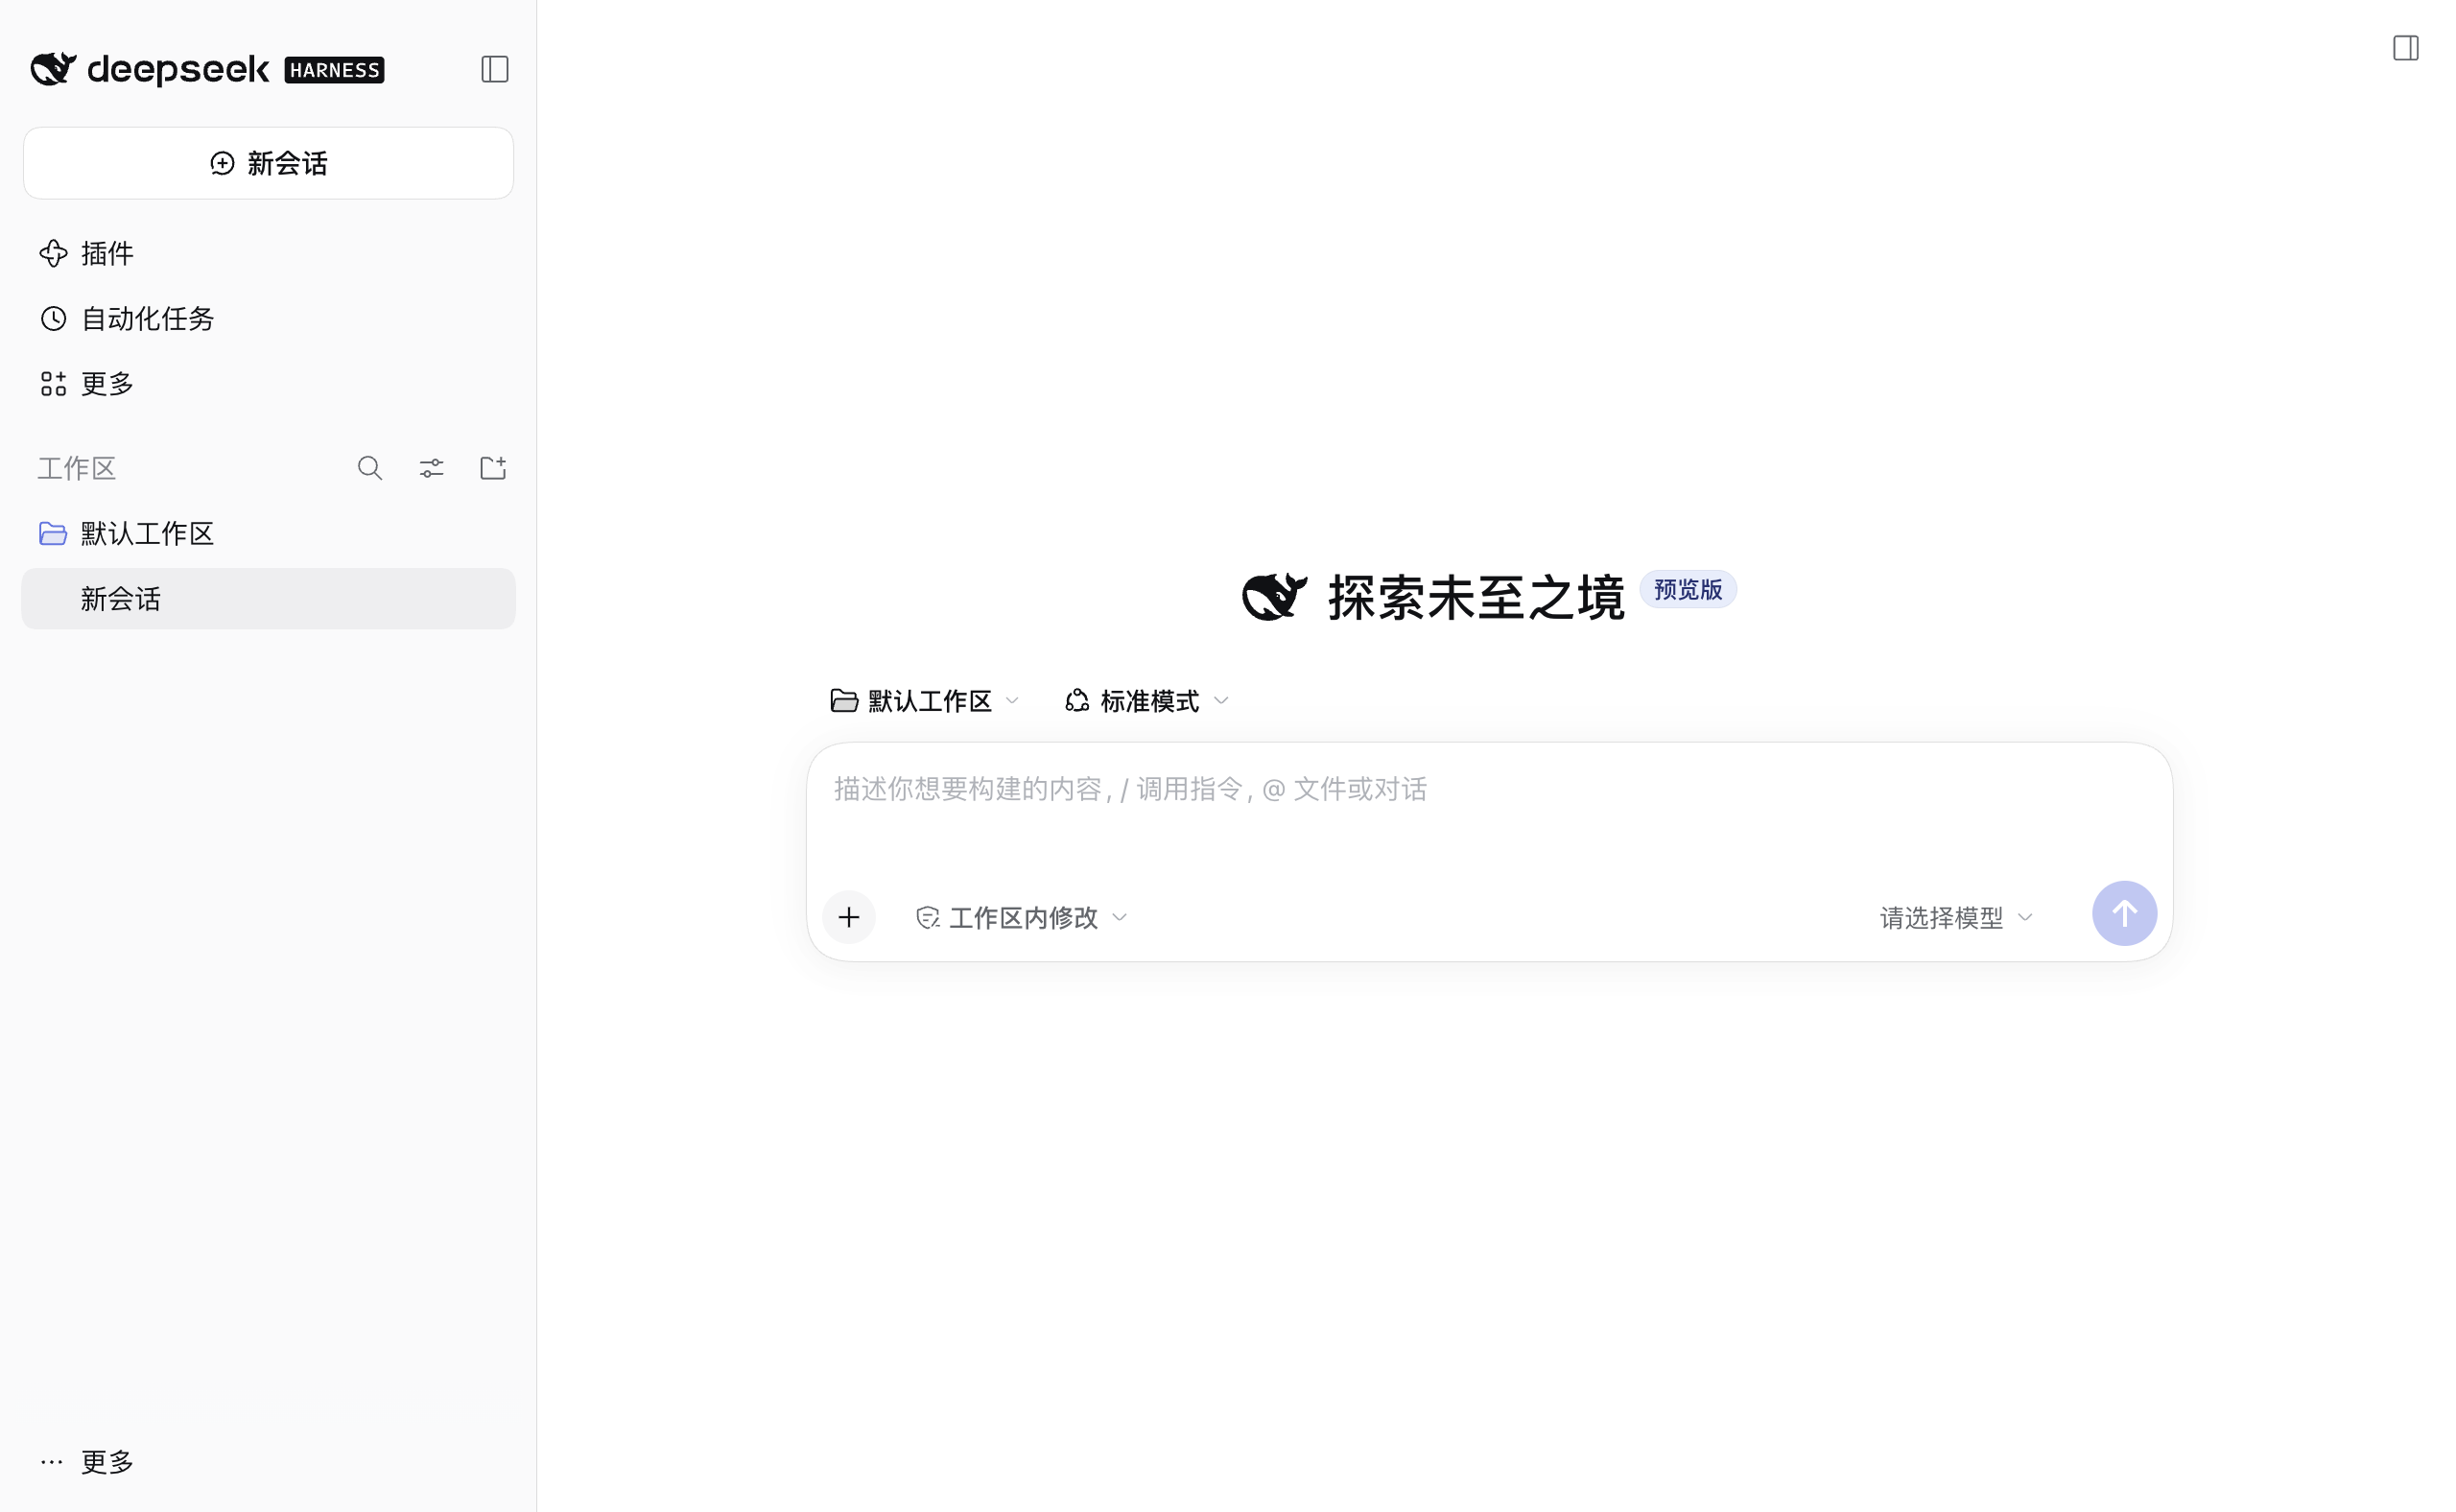 deepseek HARNESS
新会话
插件
自动化任务
更多
工作区
默认工作区
新会话
更多
探索未至之境 预览版
默认工作区 标准模式
描述你想要构建的内容, / 调用指令, @ 文件或对话
工作区内修改 请选择模型